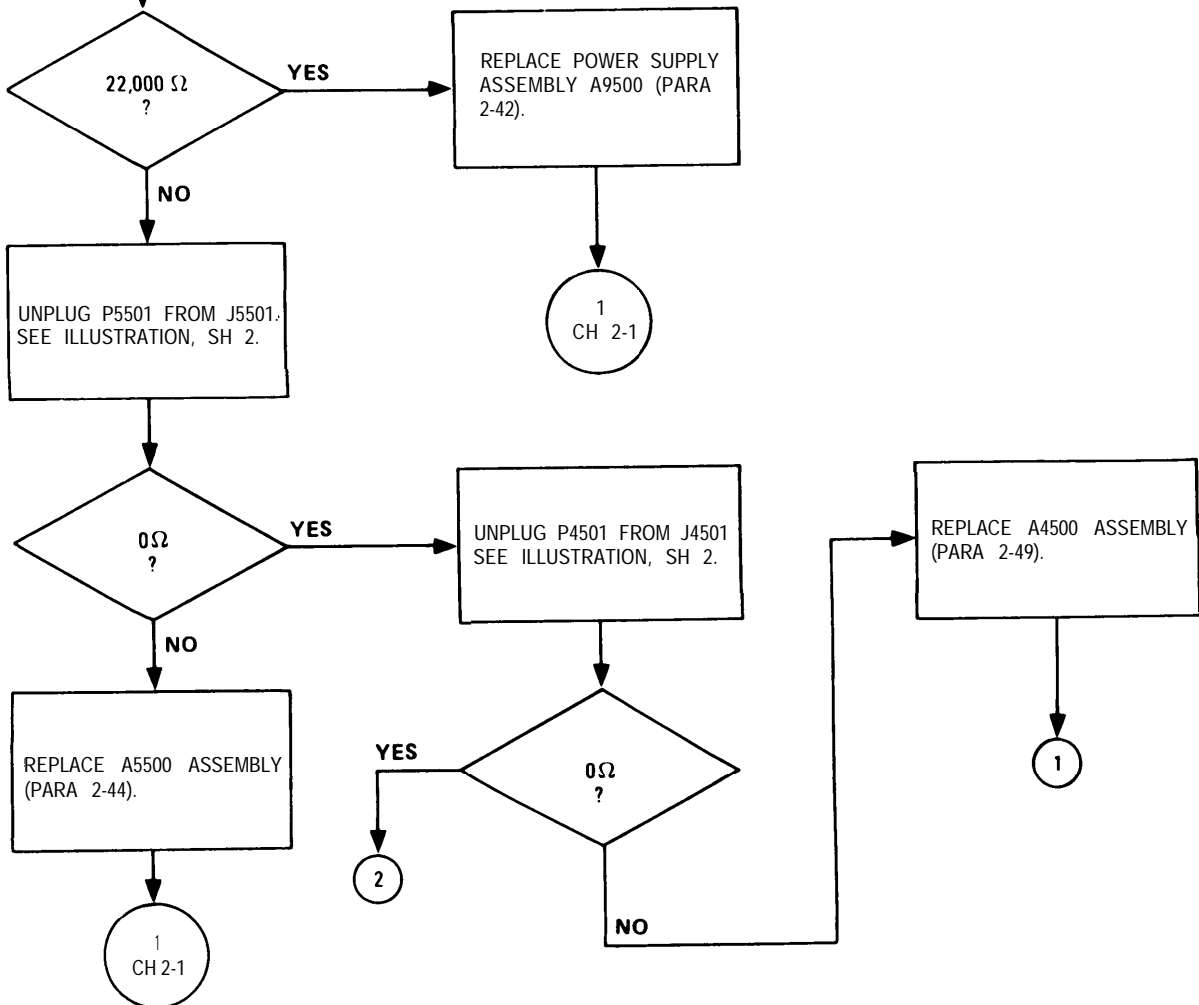 22,000 Ω
?
YES
REPLACE POWER SUPPLY
ASSEMBLY A9500 (PARA
2-42).
NO
1
CH 2-1
UNPLUG P5501 FROM J5501.
SEE ILLUSTRATION, SH 2.
0Ω
?
YES
UNPLUG P4501 FROM J4501
SEE ILLUSTRATION, SH 2.
REPLACE A4500 ASSEMBLY
(PARA 2-49).
NO
REPLACE A5500 ASSEMBLY
(PARA 2-44).
YES
0Ω
?
1
2
NO
1
CH 2-1